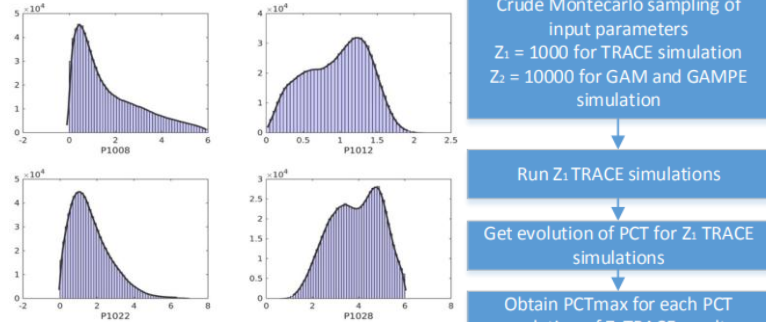 5 ×10⁴
4
3
2
1
0
-2 0 2 4 6
P1008
4 ×10⁴
3
2
1
0
0 0.5 1 1.5 2 2.5
P1012
5 ×10⁴
4
3
2
1
0
-2 0 2 4 6 8
P1022
3 ×10⁴
2.5
2
1.5
1
0.5
0
0 2 4 6 8
P1028
Crude Montecarlo sampling of
input parameters
Z₁ = 1000 for TRACE simulation
Z₂ = 10000 for GAM and GAMPE
simulation
Run Z₁ TRACE simulations
Get evolution of PCT for Z₁ TRACE
simulations
Obtain PCTmax for each PCT